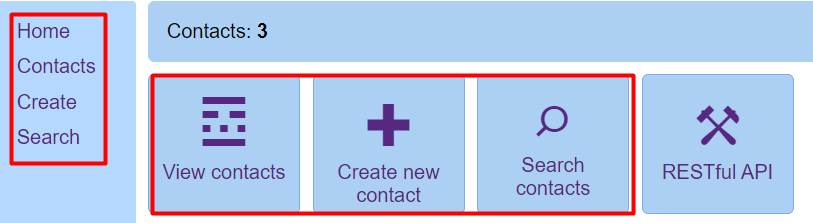 Home
Contacts
Create
Search
Contacts: 3
View contacts
Create new
contact
Search
contacts
RESTful API